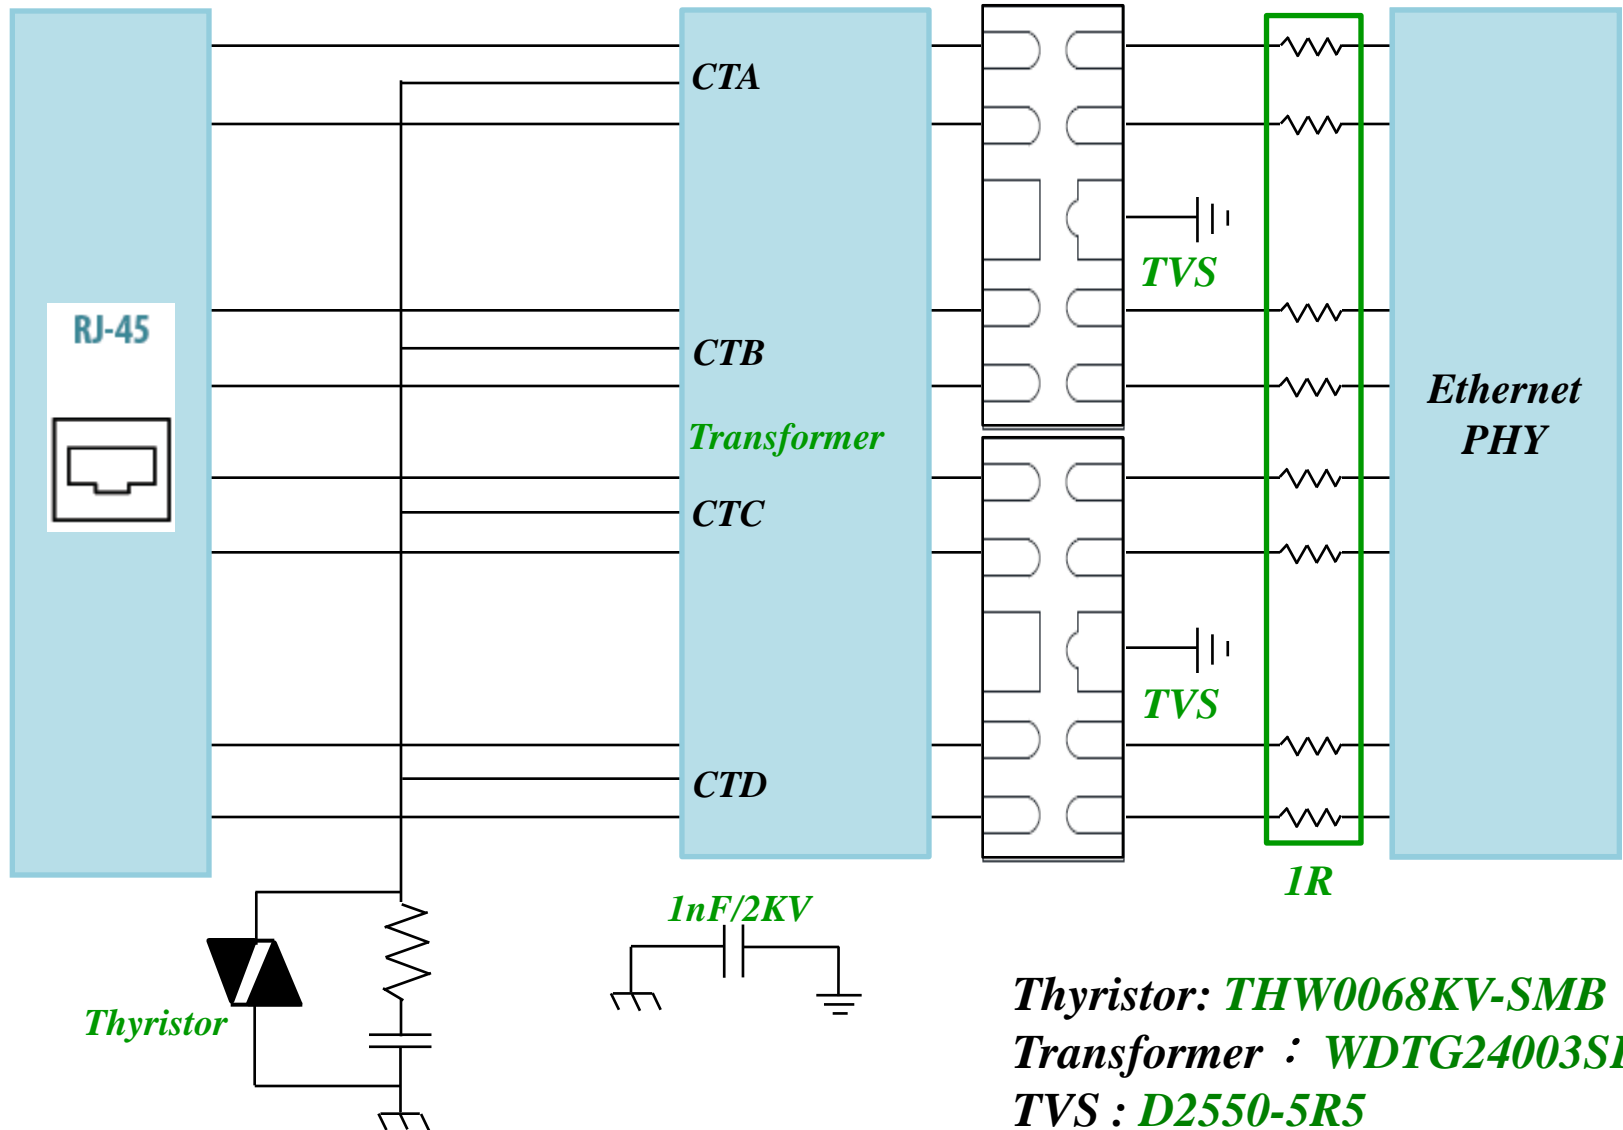 CTA
TVS
RJ-45
CTB
Ethernet
PHY
Transformer
CTC
TVS
CTD
1R
1nF/2KV
Thyristor
Thyristor: THW0068KV-SMB
Transformer： WDTG24003S
TVS : D2550-5R5